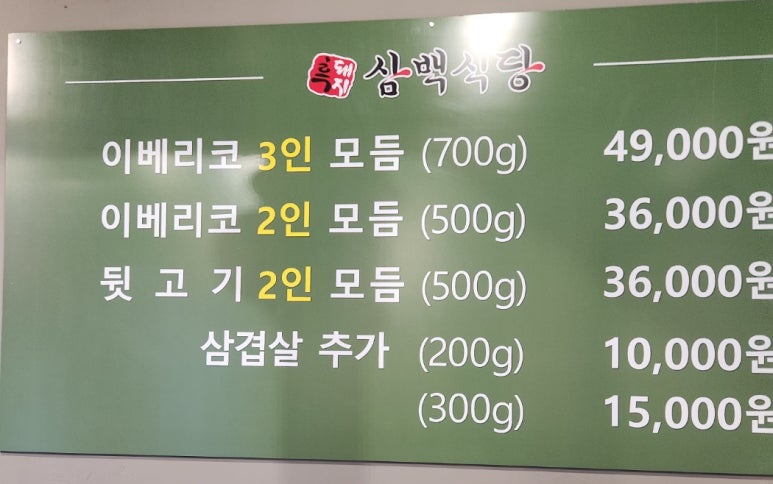 흑돼지 삼백식당
이베리코 3인 모듬 (700g) 49,000원
이베리코 2인 모듬 (500g) 36,000원
뒷고기 2인 모듬 (500g) 36,000원
삼겹살 추가 (200g) 10,000원
(300g) 15,000원